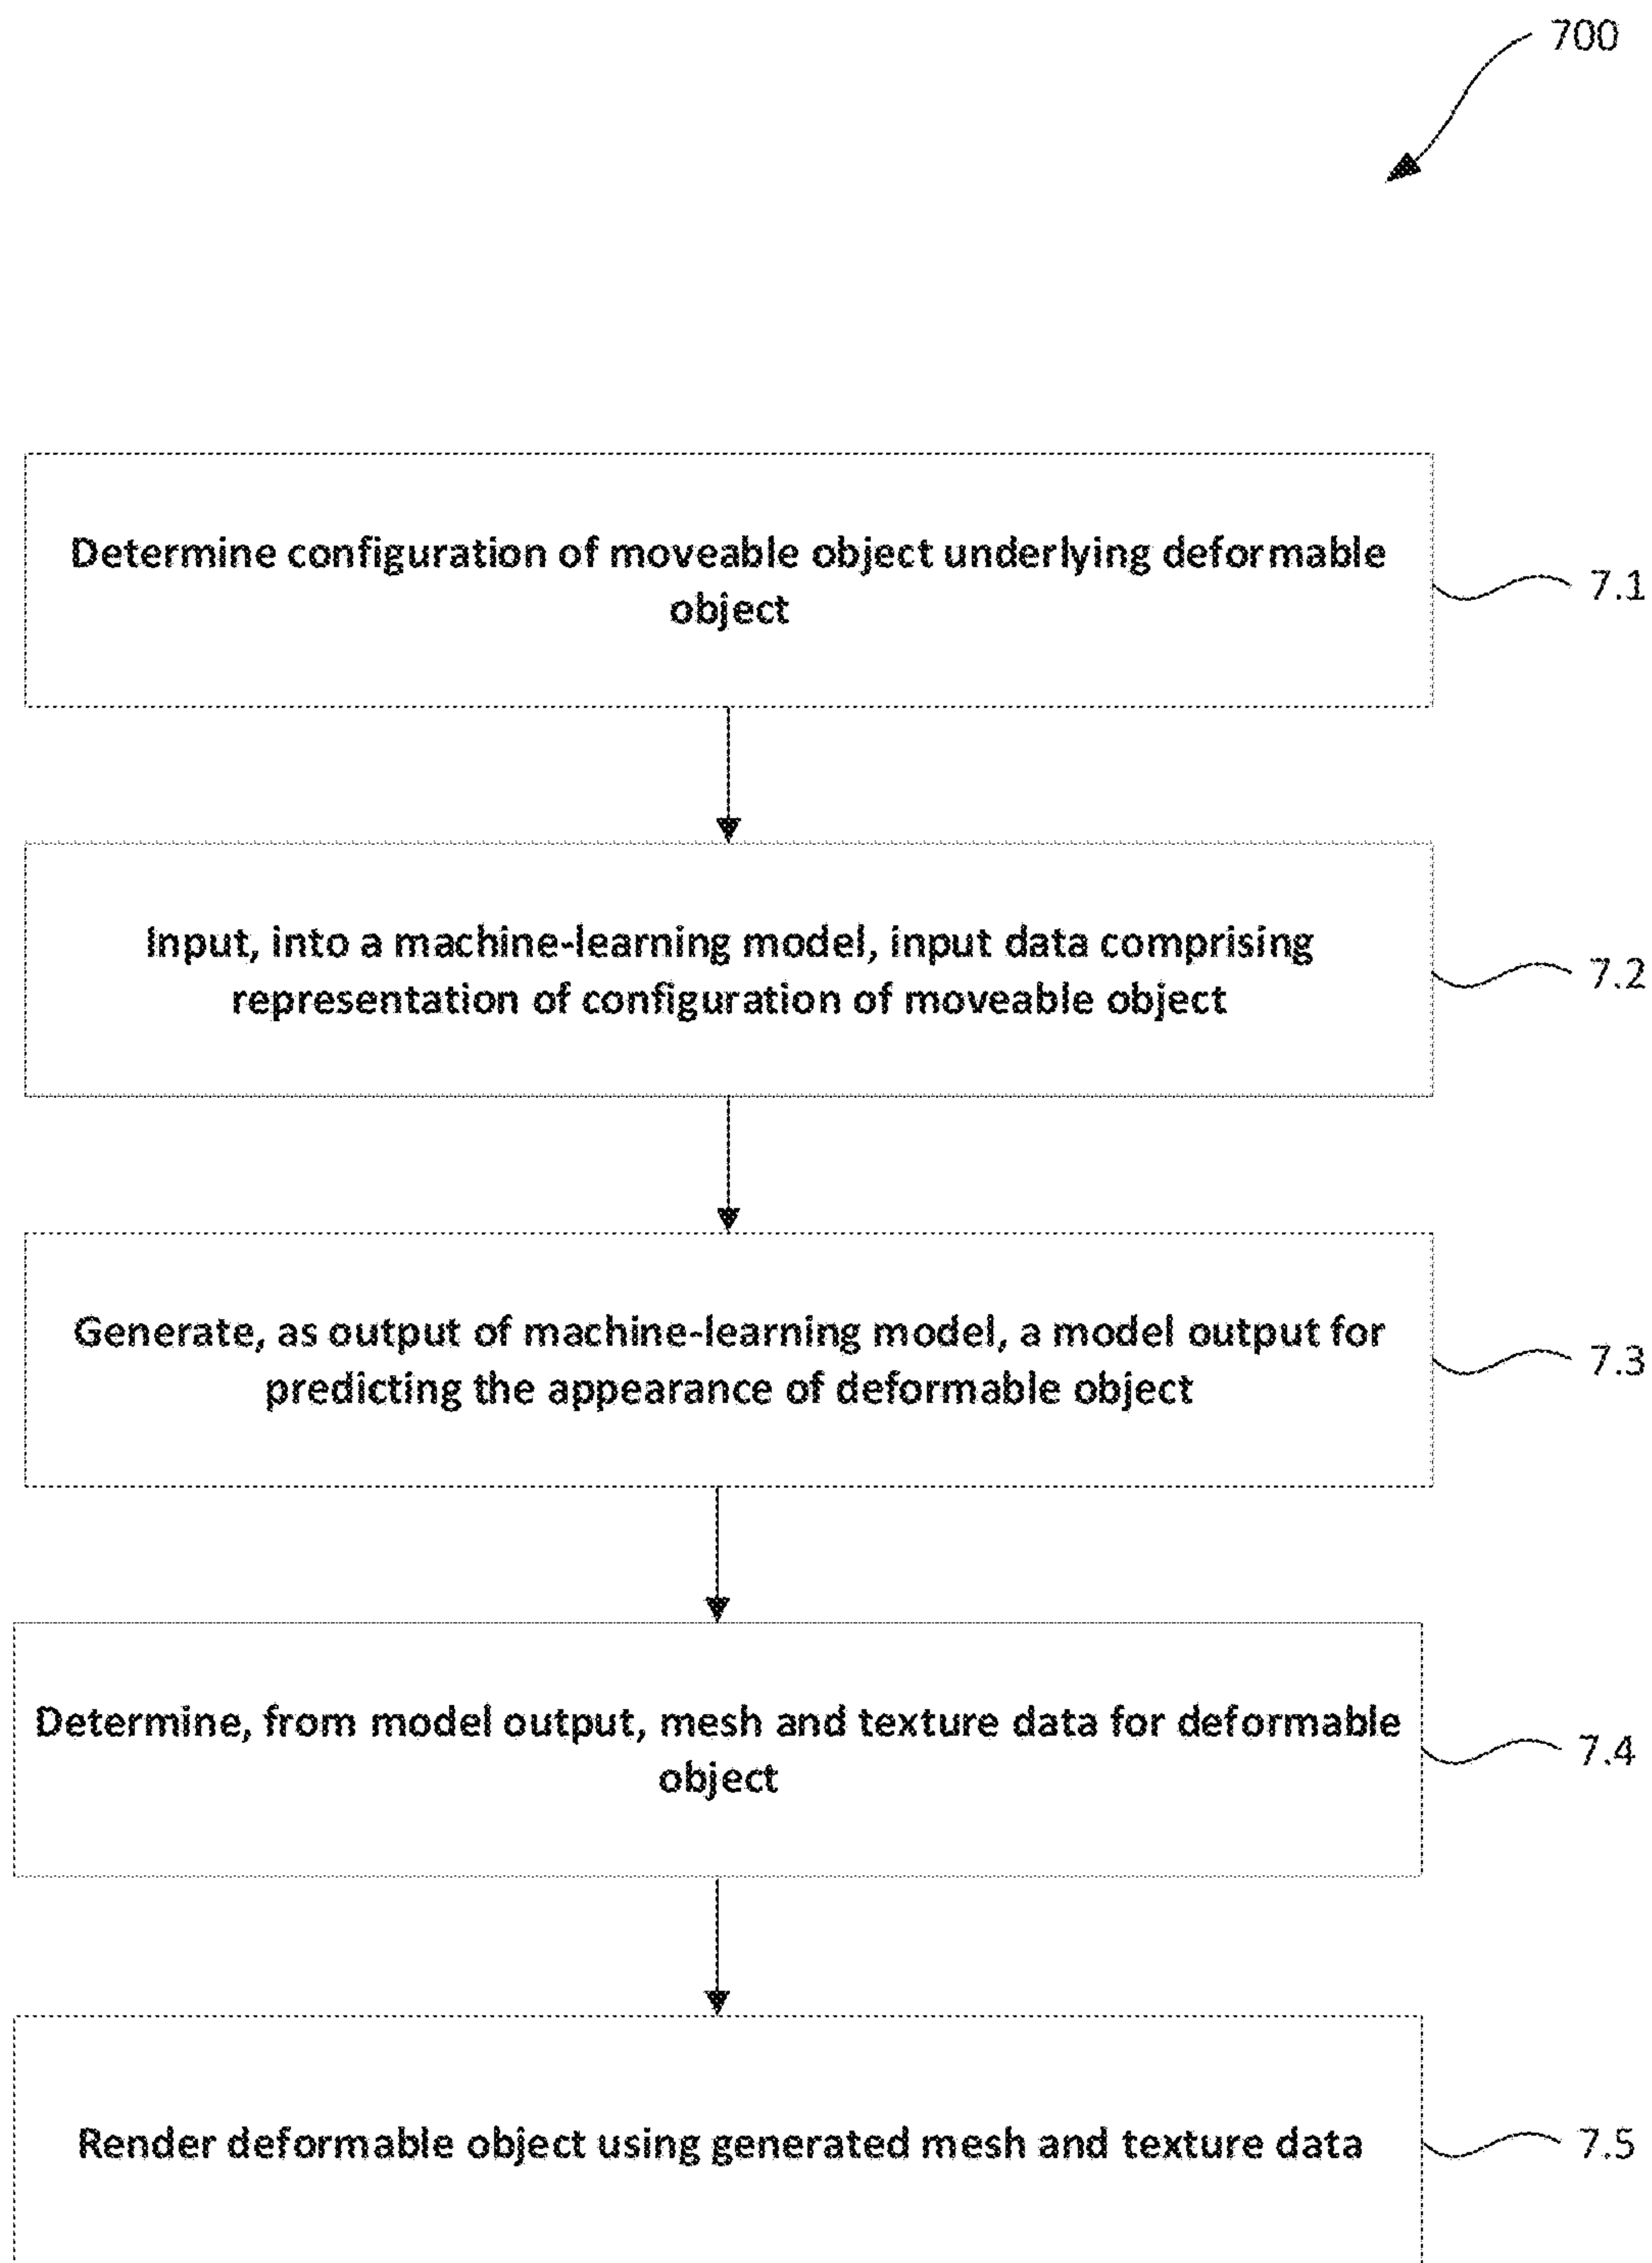 700
Determine configuration of moveable object underlying deformable
object
7.1
Input, into a machine-learning model, input data comprising
representation of configuration of moveable object
7.2
Generate, as output of machine-learning model, a model output for
predicting the appearance of deformable object
7.3
Determine, from model output, mesh and texture data for deformable
object
7.4
Render deformable object using generated mesh and texture data
7.5